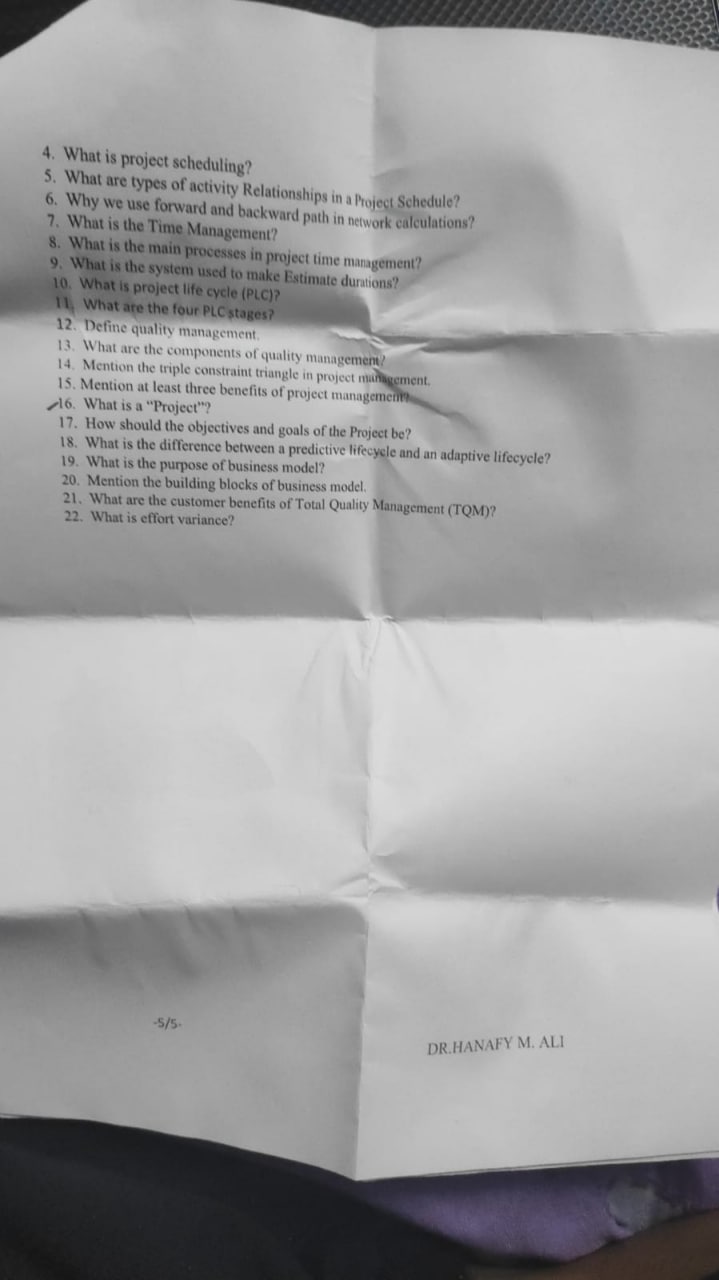 4. What is project scheduling?
5. What are types of activity Relationships in a Project Schedule?
6. Why we use forward and backward path in network calculations?
7. What is the Time Management?
8. What is the main processes in project time management?
9. What is the system used to make Estimate durations?
10. What is project life cycle (PLC)?
11. What are the four PLC stages?
12. Define quality management.
13. What are the components of quality management?
14. Mention the triple constraint triangle in project management.
15. Mention at least three benefits of project management?
16. What is a "Project"?
17. How should the objectives and goals of the Project be?
18. What is the difference between a predictive lifecycle and an adaptive lifecycle?
19. What is the purpose of business model?
20. Mention the building blocks of business model.
21. What are the customer benefits of Total Quality Management (TQM)?
22. What is effort variance?
-5/5-
DR.HANAFY M. ALI